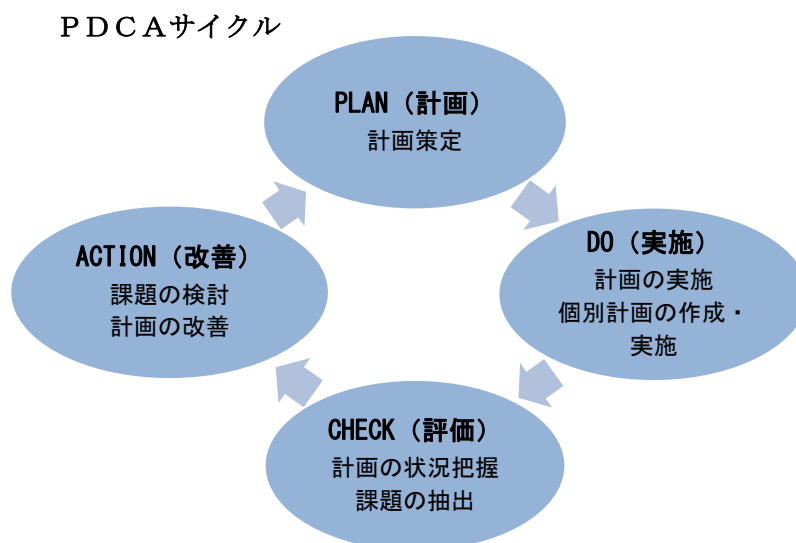 ＰＤＣＡサイクル
PLAN（計画）
計画策定
DO（実施）
計画の実施
個別計画の作成・
実施
CHECK（評価）
計画の状況把握
課題の抽出
ACTION（改善）
課題の検討
計画の改善